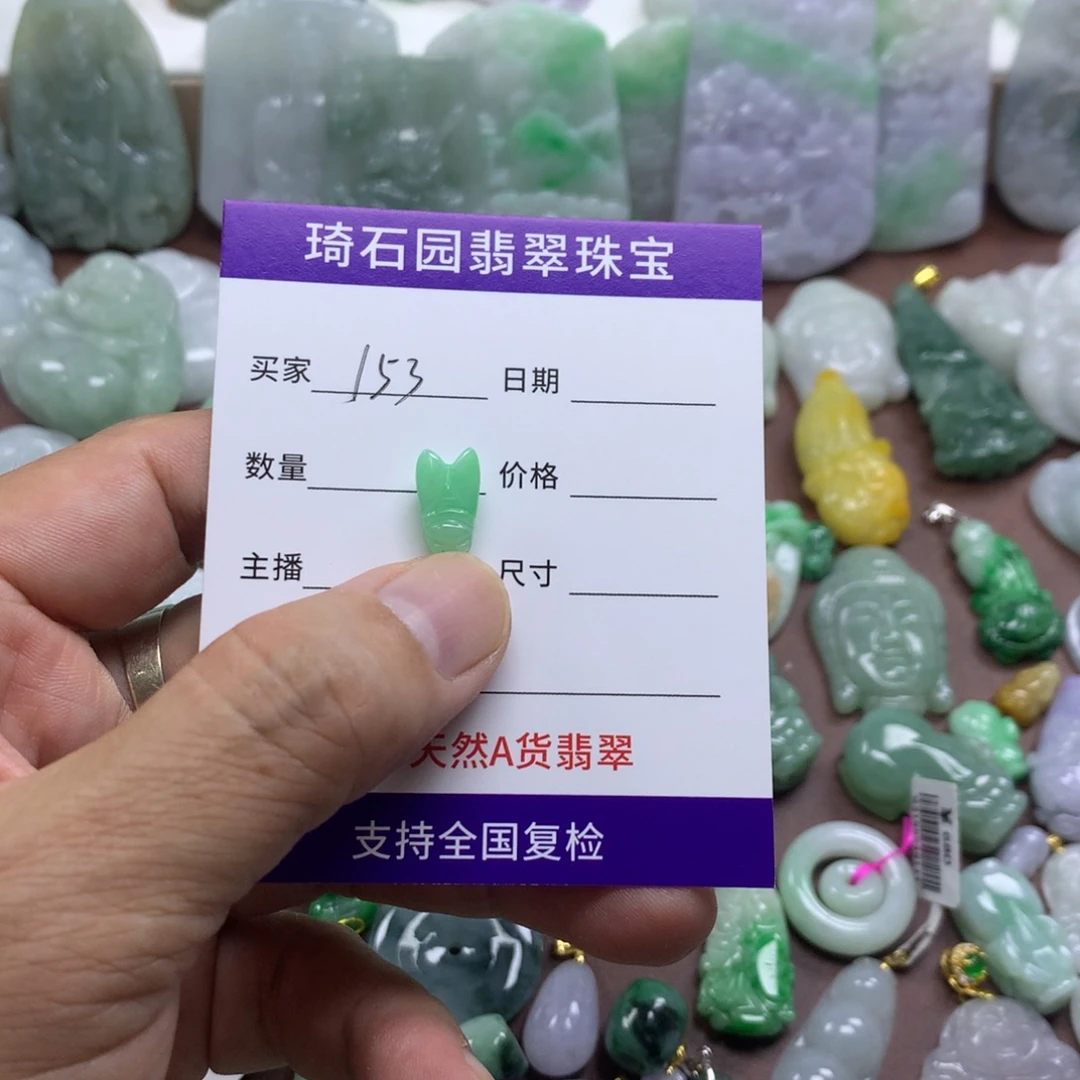 琦石园翡翠珠宝
买家 153 日期
数量 价格
主播 尺寸
天然A货翡翠
支持全国复检